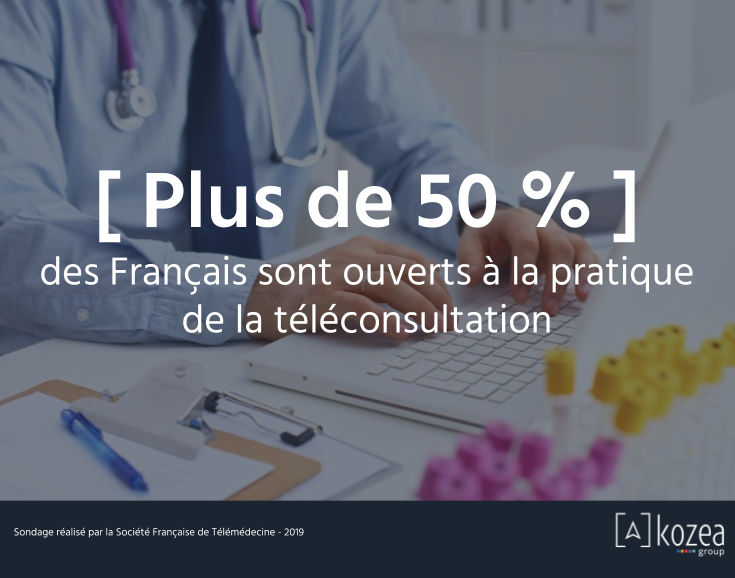 [ Plus de 50 % ]
des Français sont ouverts à la pratique
de la téléconsultation
Sondage réalisé par la Société Française de Télémédecine - 2019
[A]kozea
group